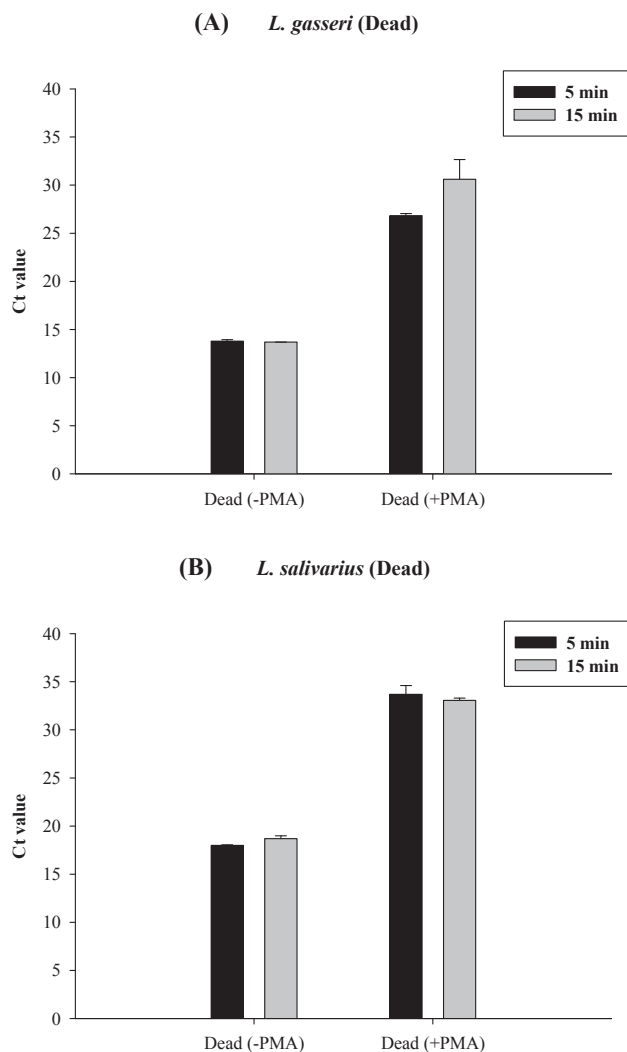 (A) L. gasseri (Dead)
5 min
15 min
40
35
30
25
20
15
10
5
0
Ct value
Dead (-PMA) Dead (+PMA)
(B) L. salivarius (Dead)
5 min
15 min
40
35
30
25
20
15
10
5
0
Ct value
Dead (-PMA) Dead (+PMA)